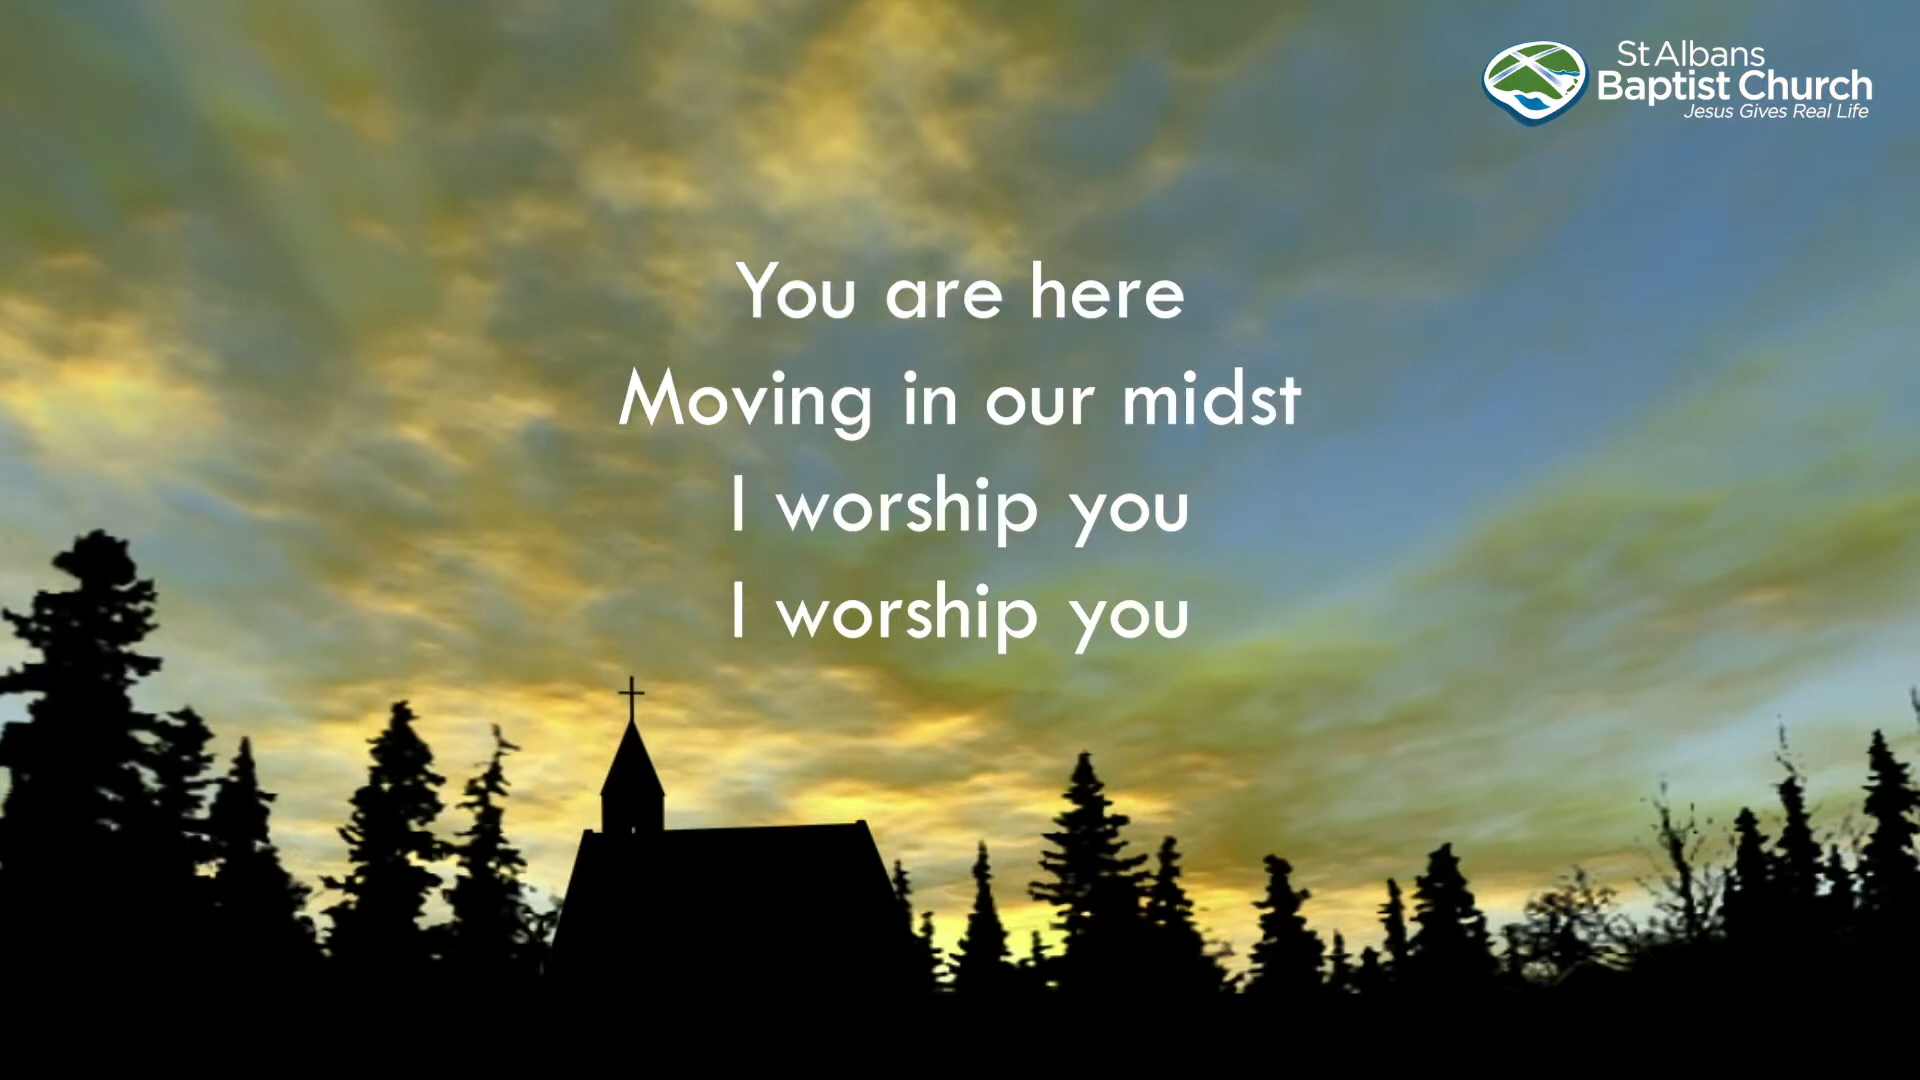 St Albans
Baptist Church
Jesus Gives Real Life
You are here
Moving in our midst
I worship you
I worship you